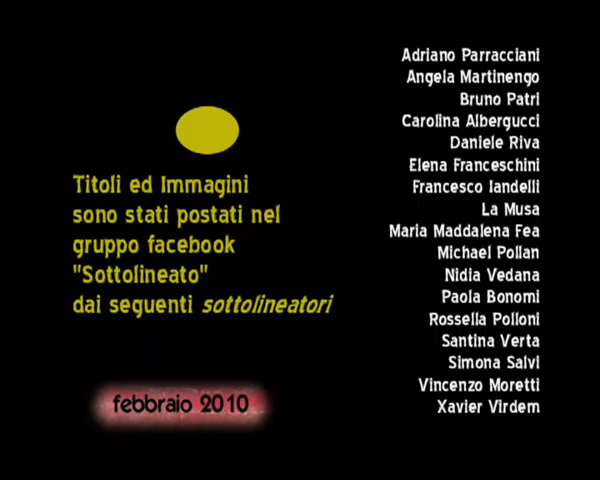 Titoli ed Immagini
sono stati postati nel
gruppo facebook
"Sottolineato"
dai seguenti sottolineatori
febbraio 2010
Adriano Parracciani
Angela Martinengo
Bruno Patri
Carolina Albergucci
Daniele Riva
Elena Franceschini
Francesco Iandelli
La Musa
Maria Maddalena Fea
Michael Pollan
Nidia Vedana
Paola Bonomi
Rossella Polloni
Santina Verta
Simona Salvi
Vincenzo Moretti
Xavier Virdem